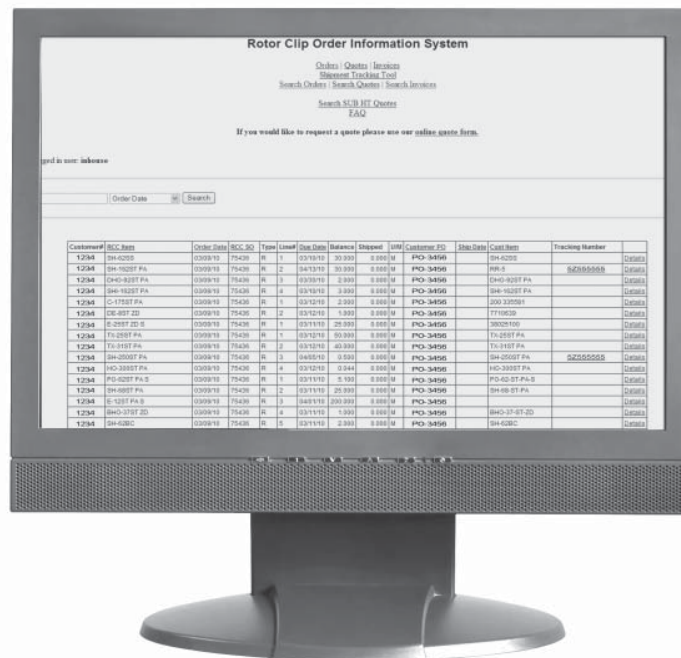 Rotor Clip Order Information System
Orders | Quotes | Invoices
Shipment Tracking Tool
Search Orders | Search Quotes | Search Invoices
Search SUB HT Quotes
FAQ
If you would like to request a quote please use our online quote form.
ged in user: inhouse
Order Date Search
Customer# RCC Item Order Date RCC SO Type Line# Due Date Balance Shipped U/M Customer PO Ship Date Cust Item Tracking Number
1234 SH-62SS 03/09/10 75436 R 1 03/10/10 30.000 0.000 M PO-3456 SH-62SS Details
1234 SH-102ST PA 03/09/10 75436 R 2 04/13/10 30.000 0.000 M PO-3456 RR-5 5Z555555 Details
1234 DHO-92ST PA 03/09/10 75436 R 3 03/30/10 2.000 0.000 M PO-3456 DHO-92ST PA Details
1234 SHI-102ST PA 03/09/10 75436 R 4 03/10/10 3.000 0.000 M PO-3456 SHI-102ST PA Details
1234 C-175ST PA 03/09/10 75436 R 1 03/12/10 2.000 0.000 M PO-3456 200 335591 Details
1234 DE-8ST ZD 03/09/10 75436 R 2 03/12/10 1.000 0.000 M PO-3456 7710639 Details
1234 E-25ST ZD S 03/09/10 75436 R 1 03/11/10 25.000 0.000 M PO-3456 38025100 Details
1234 TX-25ST PA 03/09/10 75436 R 1 03/12/10 50.000 0.000 M PO-3456 TX-25ST PA Details
1234 TX-31ST PA 03/09/10 75436 R 2 03/12/10 40.000 0.000 M PO-3456 TX-31ST PA Details
1234 SH-250ST PA 03/09/10 75436 R 3 04/05/10 0.500 0.000 M PO-3456 SH-250ST PA 5Z555555 Details
1234 HO-300ST PA 03/09/10 75436 R 4 03/12/10 0.044 0.000 M PO-3456 HO-300ST PA Details
1234 PO-62ST PA S 03/09/10 75436 R 1 03/11/10 5.100 0.000 M PO-3456 PO-62-ST-PA-S Details
1234 SH-98ST PA 03/09/10 75436 R 2 03/11/10 25.000 0.000 M PO-3456 SH-98-ST-PA Details
1234 E-12ST PA S 03/09/10 75436 R 3 04/01/10 200.000 0.000 M PO-3456 Details
1234 BHO-37ST ZD 03/09/10 75436 R 4 03/11/10 1.000 0.000 M PO-3456 BHO-37-ST-ZD Details
1234 SH-62BC 03/09/10 75436 R 5 03/11/10 2.000 0.000 M PO-3456 SH-62BC Details